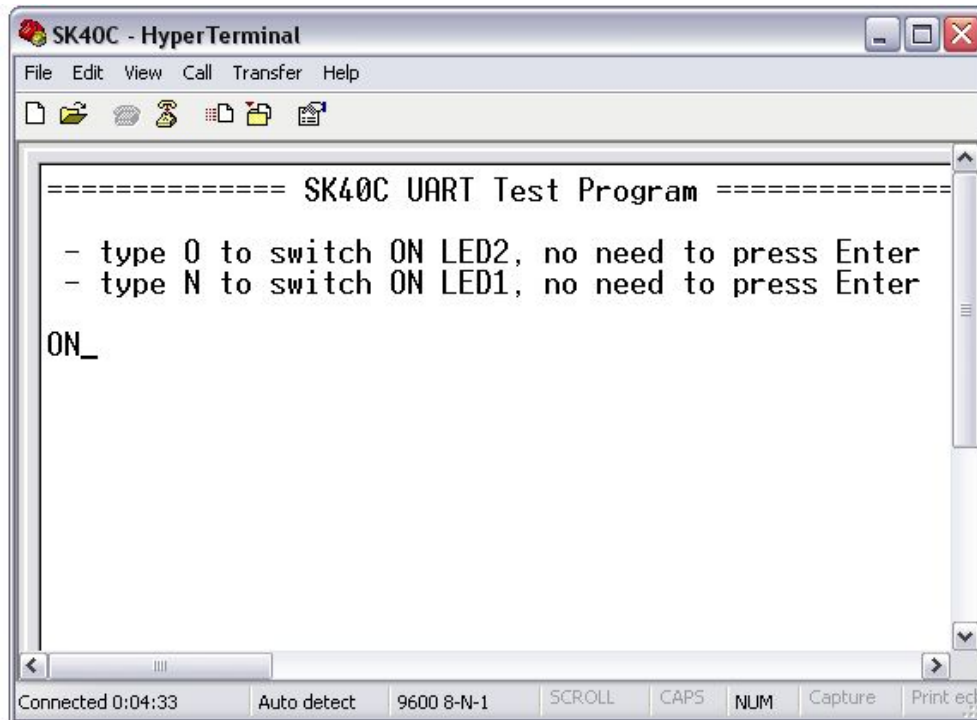 SK40C - HyperTerminal
File Edit View Call Transfer Help
============== SK40C UART Test Program ==============
- type O to switch ON LED2, no need to press Enter
- type N to switch ON LED1, no need to press Enter
ON_
Connected 0:04:33 Auto detect 9600 8-N-1 SCROLL CAPS NUM Capture Print ec